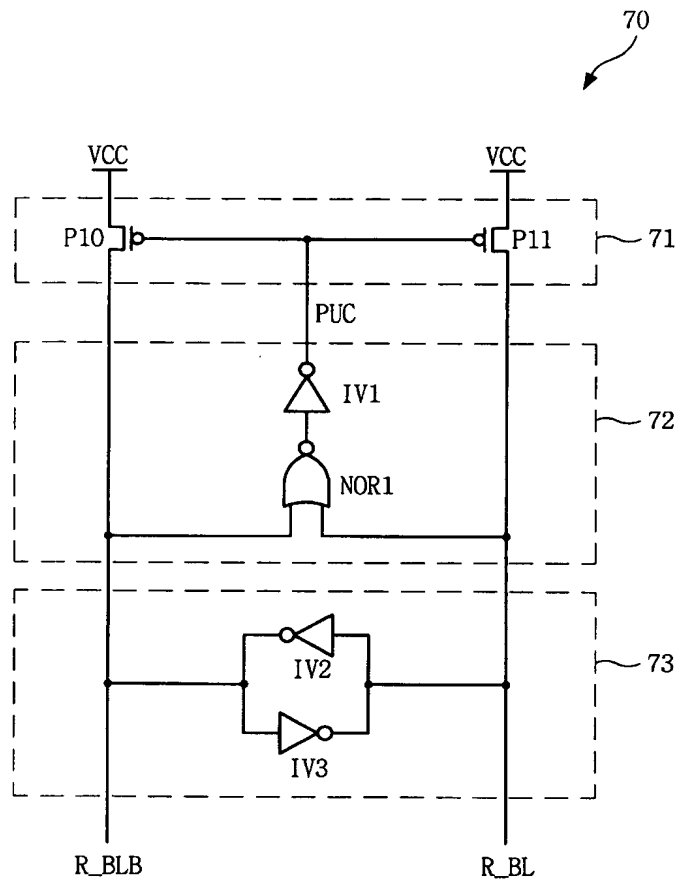 70
VCC
VCC
P10
P11
71
PUC
IV1
72
NOR1
IV2
73
IV3
R_BLB
R_BL